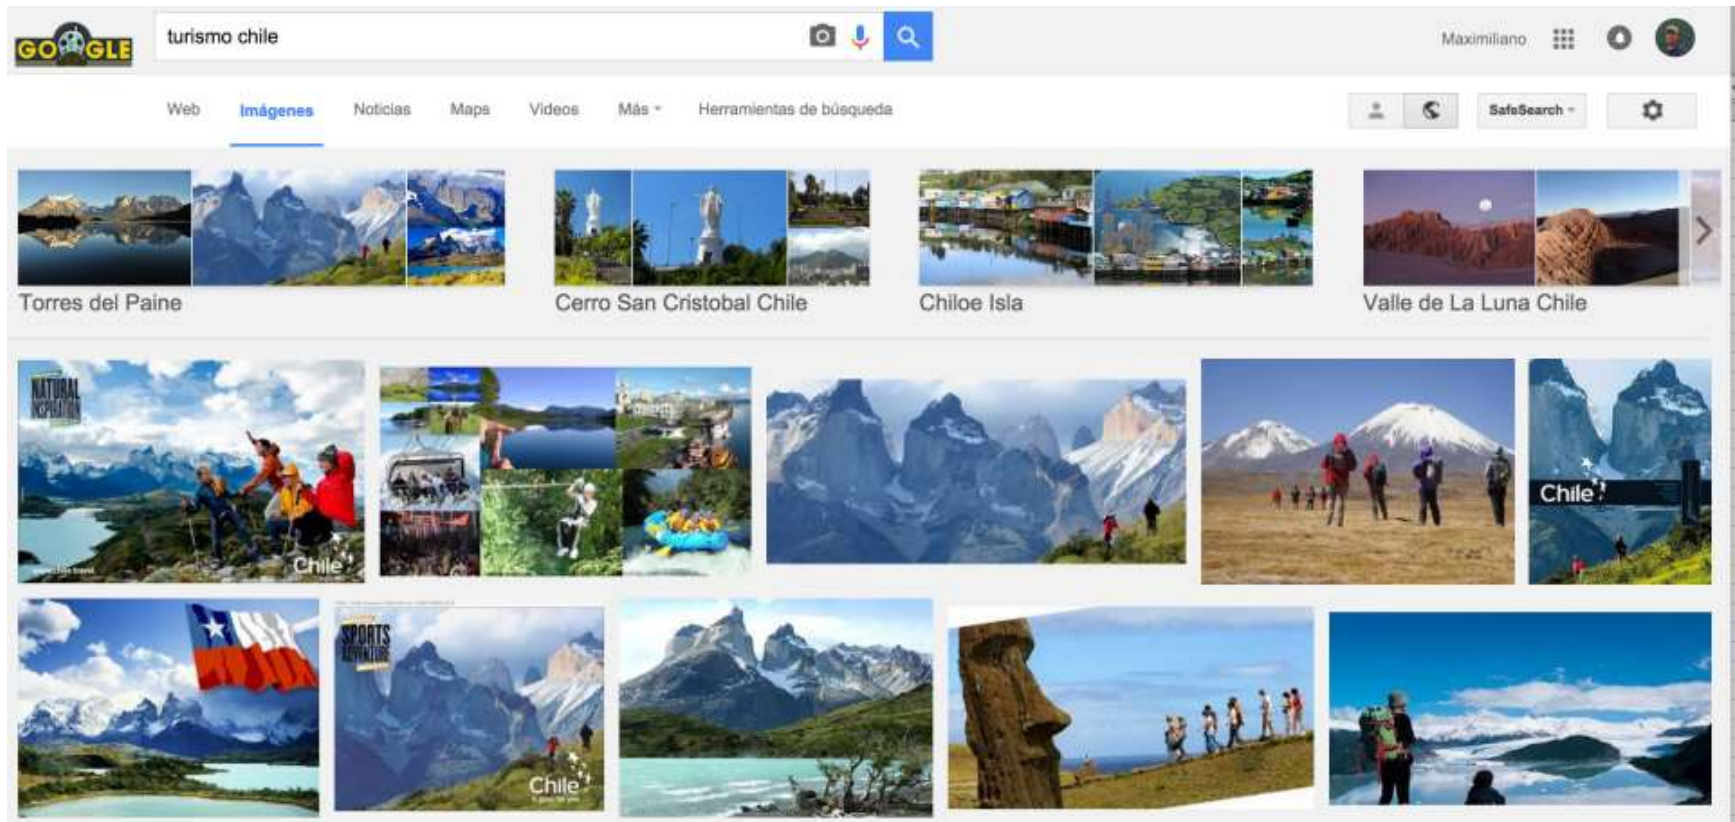 GOOGLE
turismo chile
Maximiliano
Web Imágenes Noticias Maps Videos Más Herramientas de búsqueda
SafeSearch
Torres del Paine
Cerro San Cristobal Chile
Chiloe Isla
Valle de La Luna Chile
NATURAL
INSPIRATION
Chile
Chile
SPORTS
ADVENTURE
Chile